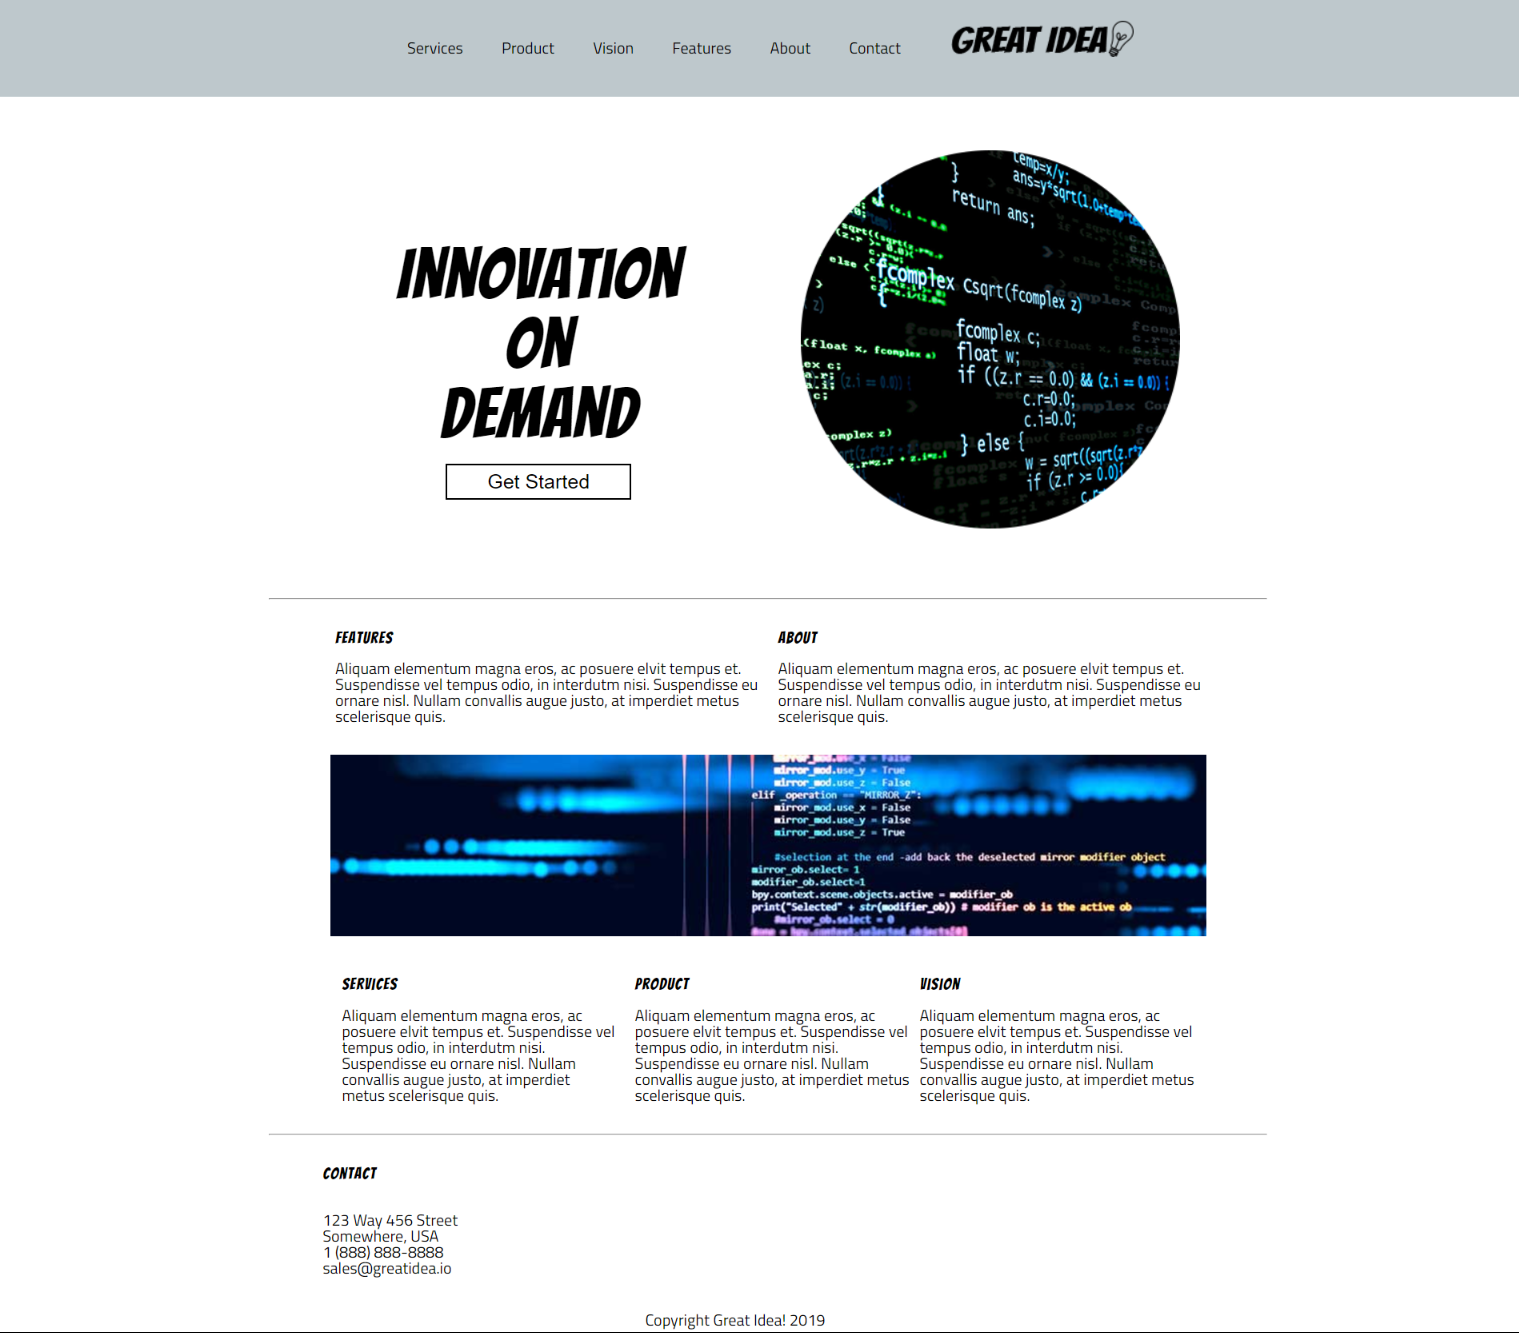 Services Product Vision Features About Contact GREAT IDEA
INNOVATION
ON
DEMAND
Get Started
temp=x/y;
}
return ans;
fcomplex Csqrt(fcomplex z)
{
fcomplex c;
float w;
if ((z.r == 0.0) && (z.i == 0.0)) {
c.r=0.0;
c.i=0.0;
} else {
w = sqrt((sqrt(z.r
if (z.r >= 0.0){
FEATURES
Aliquam elementum magna eros, ac posuere elvit tempus et.
Suspendisse vel tempus odio, in interdutm nisi. Suspendisse eu
ornare nisl. Nullam convallis augue justo, at imperdiet metus
scelerisque quis.
ABOUT
Aliquam elementum magna eros, ac posuere elvit tempus et.
Suspendisse vel tempus odio, in interdutm nisi. Suspendisse eu
ornare nisl. Nullam convallis augue justo, at imperdiet metus
scelerisque quis.
mirror_mod.use_x = False
mirror_mod.use_y = True
mirror_mod.use_z = False
elif _operation == "MIRROR_Z":
mirror_mod.use_x = False
mirror_mod.use_y = False
mirror_mod.use_z = True
#selection at the end -add back the deselected mirror modifier object
mirror_ob.select= 1
modifier_ob.select=1
bpy.context.scene.objects.active = modifier_ob
print("Selected" + str(modifier_ob)) # modifier ob is the active ob
#mirror_ob.select = 0
= bpy.context.selected_objects[0]
SERVICES
Aliquam elementum magna eros, ac
posuere elvit tempus et. Suspendisse vel
tempus odio, in interdutm nisi.
Suspendisse eu ornare nisl. Nullam
convallis augue justo, at imperdiet
metus scelerisque quis.
PRODUCT
Aliquam elementum magna eros, ac
posuere elvit tempus et. Suspendisse vel
tempus odio, in interdutm nisi.
Suspendisse eu ornare nisl. Nullam
convallis augue justo, at imperdiet metus
scelerisque quis.
VISION
Aliquam elementum magna eros, ac
posuere elvit tempus et. Suspendisse vel
tempus odio, in interdutm nisi.
Suspendisse eu ornare nisl. Nullam
convallis augue justo, at imperdiet metus
scelerisque quis.
CONTACT
123 Way 456 Street
Somewhere, USA
1 (888) 888-8888
sales@greatidea.io
Copyright Great Idea! 2019